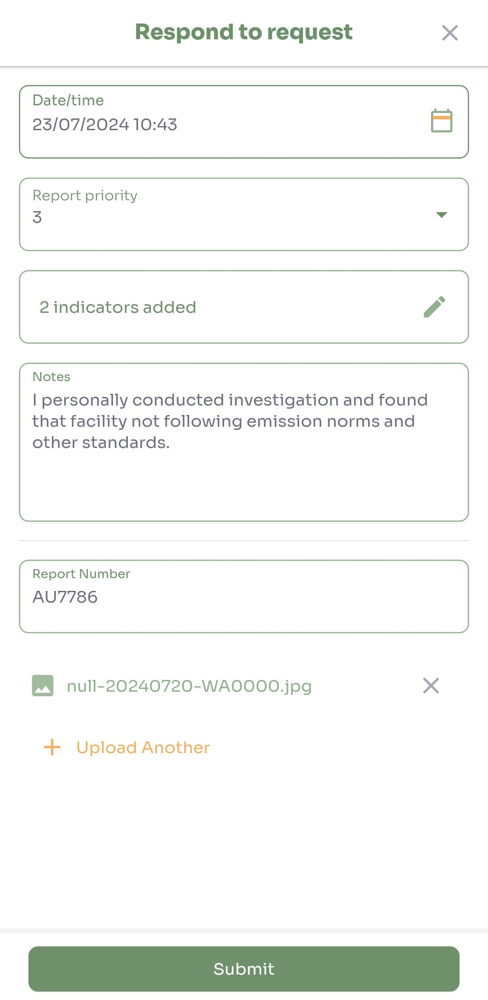 Respond to request
Date/time
23/07/2024 10:43
Report priority
3
2 indicators added
Notes
I personally conducted investigation and found
that facility not following emission norms and
other standards.
Report Number
AU7786
null-20240720-WA0000.jpg
Upload Another
Submit